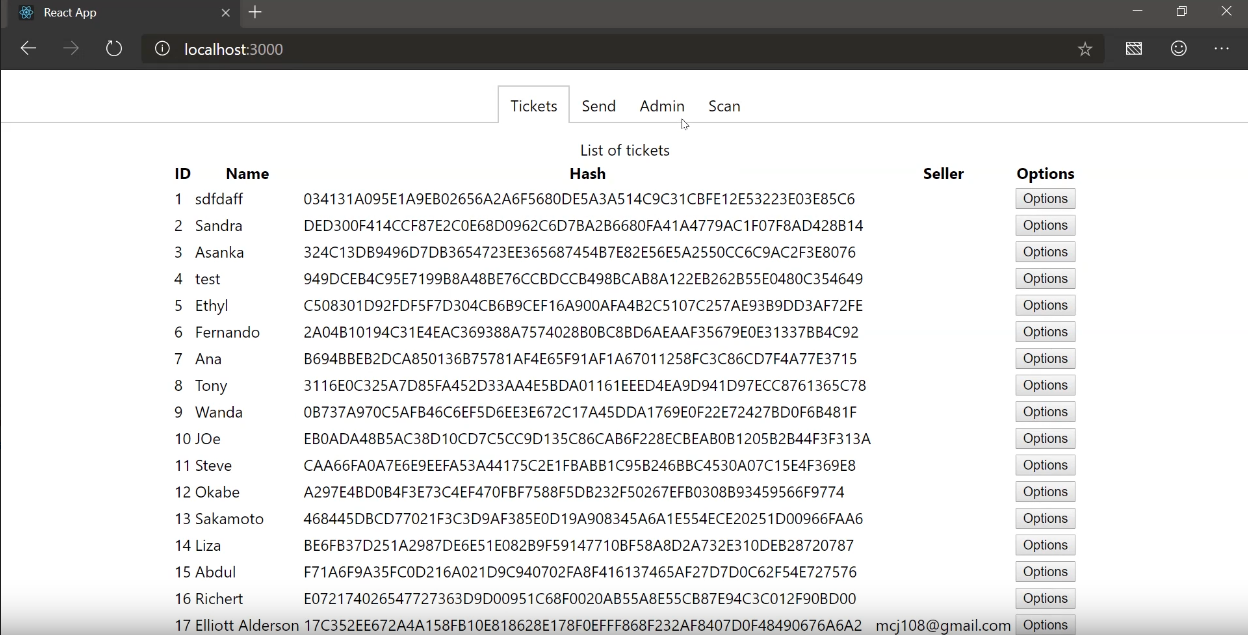 React App
localhost:3000
Tickets Send Admin Scan
List of tickets
ID Name Hash Seller Options
1 sdfdaff 034131A095E1A9EB02656A2A6F5680DE5A3A514C9C31CBFE12E53223E03E85C6 Options
2 Sandra DED300F414CCF87E2C0E68D0962C6D7BA2B6680FA41A4779AC1F07F8AD428B14 Options
3 Asanka 324C13DB9496D7DB3654723EE365687454B7E82E56E5A2550CC6C9AC2F3E8076 Options
4 test 949DCEB4C95E7199B8A48BE76CCBDCCB498BCAB8A122EB262B55E0480C354649 Options
5 Ethyl C508301D92FDF5F7D304CB6B9CEF16A900AFA4B2C5107C257AE93B9DD3AF72FE Options
6 Fernando 2A04B10194C31E4EAC369388A7574028B0BC8BD6AEAAF35679E0E31337BB4C92 Options
7 Ana B694BBEB2DCA850136B75781AF4E65F91AF1A67011258FC3C86CD7F4A77E3715 Options
8 Tony 3116E0C325A7D85FA452D33AA4E5BDA01161EEED4EA9D941D97ECC8761365C78 Options
9 Wanda 0B737A970C5AFB46C6EF5D6EE3E672C17A45DDA1769E0F22E72427BD0F6B481F Options
10 JOe EB0ADA48B5AC38D10CD7C5CC9D135C86CAB6F228ECBEAB0B1205B2B44F3F313A Options
11 Steve CAA66FA0A7E6E9EEFA53A44175C2E1FBABB1C95B246BBC4530A07C15E4F369E8 Options
12 Okabe A297E4BD0B4F3E73C4EF470FBF7588F5DB232F50267EFB0308B93459566F9774 Options
13 Sakamoto 468445DBCD77021F3C3D9AF385E0D19A908345A6A1E554ECE20251D00966FAA6 Options
14 Liza BE6FB37D251A2987DE6E51E082B9F59147710BF58A8D2A732E310DEB28720787 Options
15 Abdul F71A6F9A35FC0D216A021D9C940702FA8F416137465AF27D7D0C62F54E727576 Options
16 Richert E072174026547727363D9D00951C68F0020AB55A8E55CB87E94C3C012F90BD00 Options
17 Elliott Alderson 17C352EE672A4A158FB10E818628E178F0EFFF868F232AF8407D0F48490676A6A2 mcj108@gmail.com Options